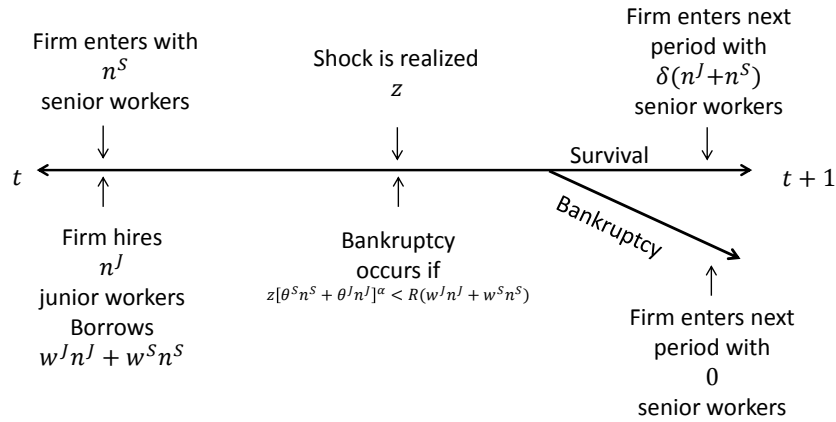 Firm enters with
n^S
senior workers
Shock is realized
z
Firm enters next
period with
δ(n^J+n^S)
senior workers
t
Survival
t + 1
Bankruptcy
Firm hires
n^J
junior workers
Borrows
w^J n^J + w^S n^S
Bankruptcy
occurs if
z[θ^S n^S + θ^J n^J]^α < R(w^J n^J + w^S n^S)
Firm enters next
period with
0
senior workers